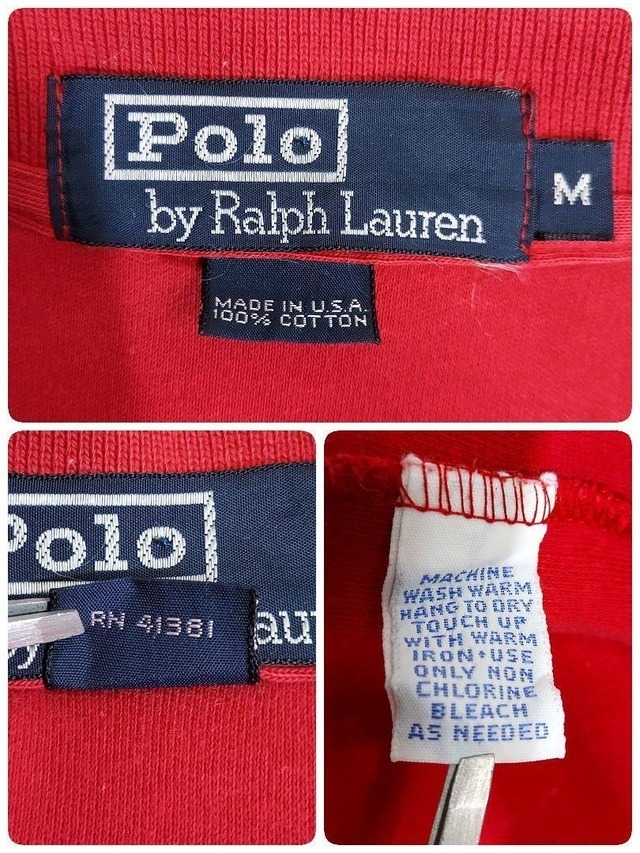 Polo
by Ralph Lauren
M
MADE IN U.S.A.
100% COTTON
Polo
RN 41381
MACHINE
WASH WARM
HANG TO DRY
TOUCH UP
WITH WARM
IRON•USE
ONLY NON
CHLORINE
BLEACH
AS NEEDED